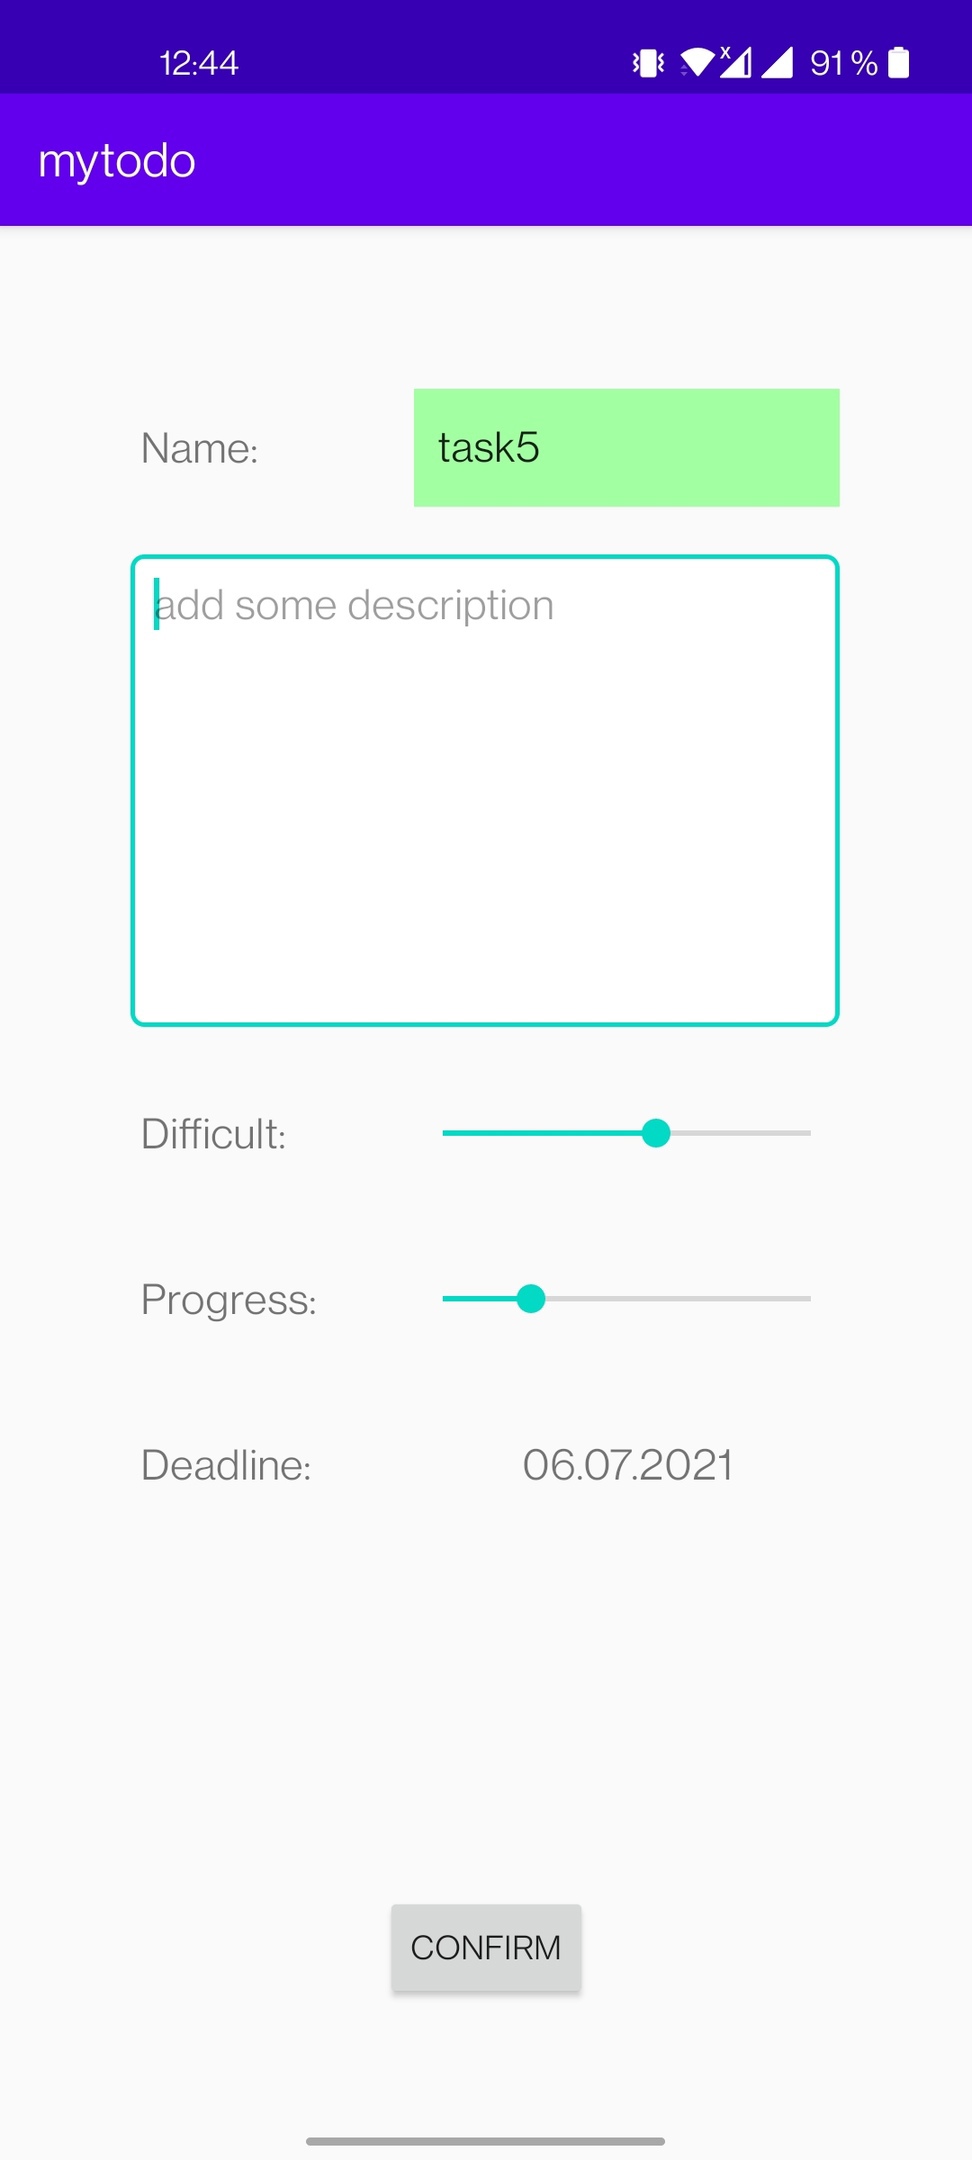 12:44 91 %
mytodo
Name: task5
add some description
Difficult:
Progress:
Deadline: 06.07.2021
CONFIRM